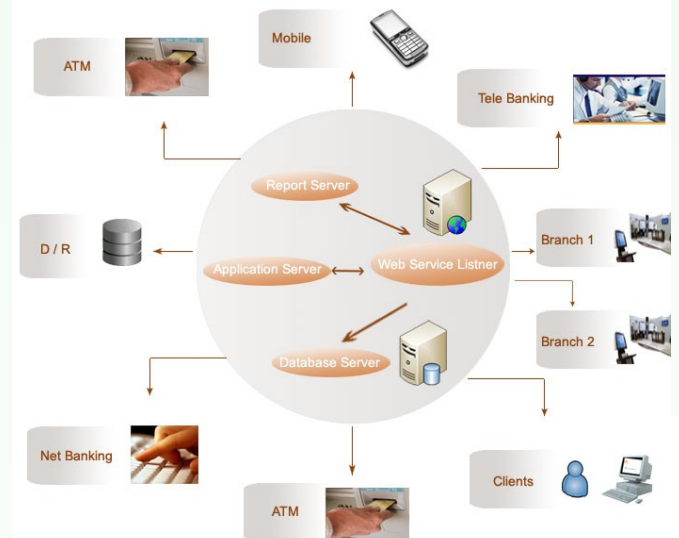 Mobile
ATM
Tele Banking
Report Server
D / R
Application Server
Web Service Listner
Branch 1
Branch 2
Database Server
Net Banking
Clients
ATM